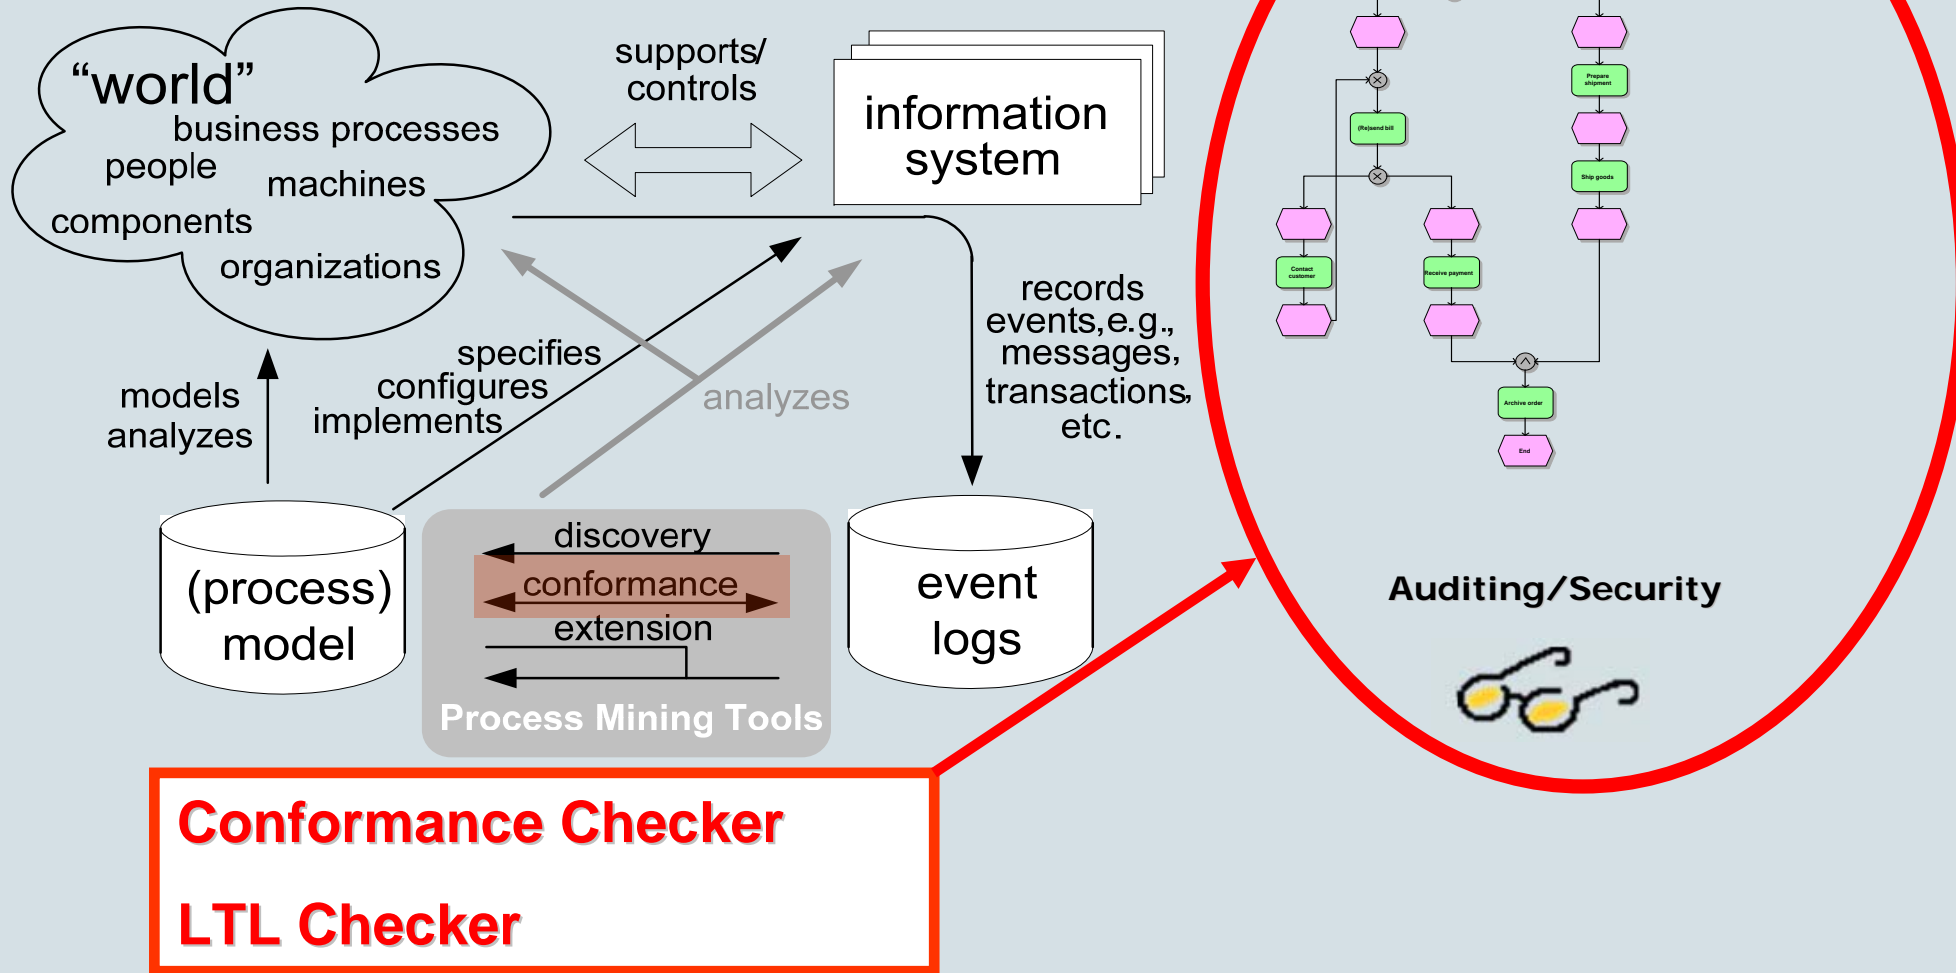 “world”
business processes
people
machines
components
organizations
supports/
controls
information
system
models
analyzes
specifies
configures
implements
analyzes
records
events,e.g.,
messages,
transactions,
etc.
(process)
model
discovery
conformance
extension
Process Mining Tools
event
logs
Conformance Checker
LTL Checker
Prepare
shipment
(Re)send bill
Ship goods
Contact
customer
Receive payment
Archive order
End
Auditing/Security